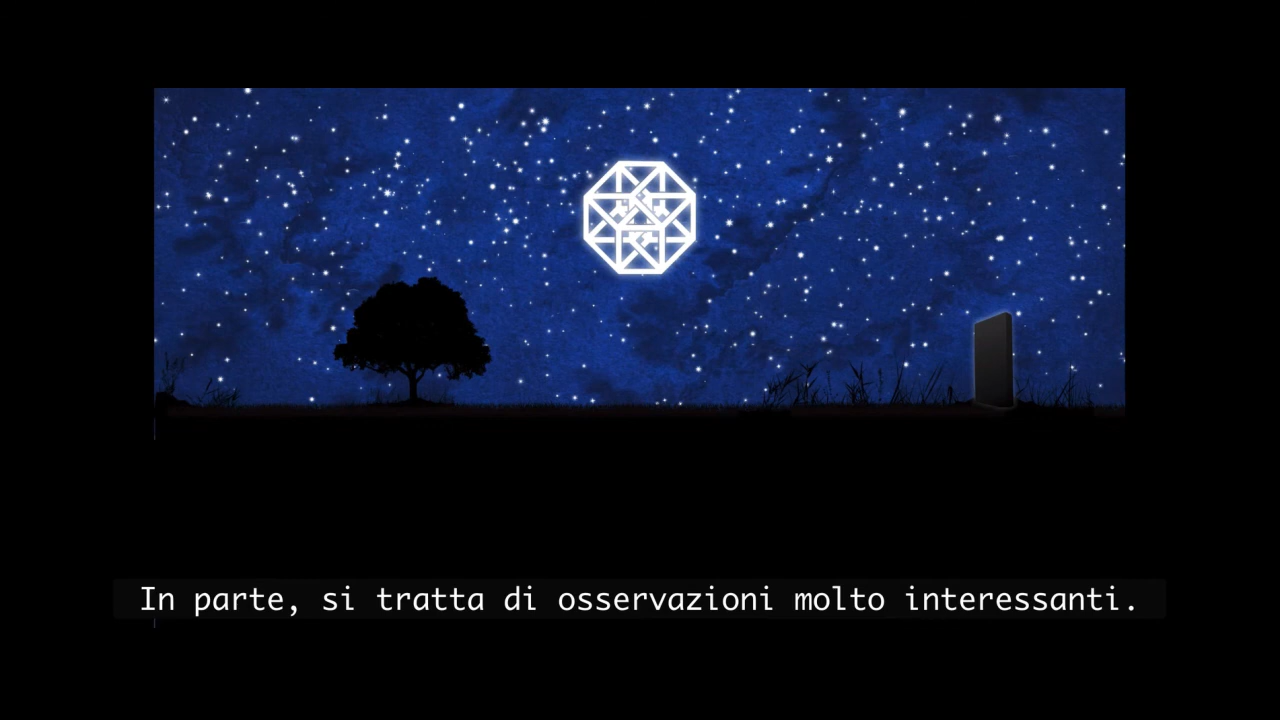 In parte, si tratta di osservazioni molto interessanti.